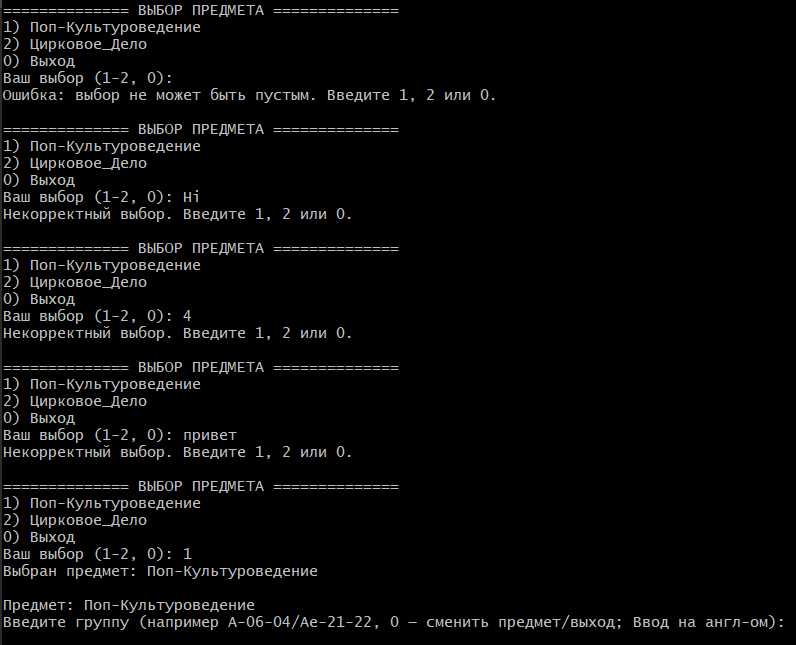 ============== ВЫБОР ПРЕДМЕТА ==============
1) Поп-Культуроведение
2) Цирковое_Дело
0) Выход
Ваш выбор (1-2, 0):
Ошибка: выбор не может быть пустым. Введите 1, 2 или 0.
============== ВЫБОР ПРЕДМЕТА ==============
1) Поп-Культуроведение
2) Цирковое_Дело
0) Выход
Ваш выбор (1-2, 0): Hi
Некорректный выбор. Введите 1, 2 или 0.
============== ВЫБОР ПРЕДМЕТА ==============
1) Поп-Культуроведение
2) Цирковое_Дело
0) Выход
Ваш выбор (1-2, 0): 4
Некорректный выбор. Введите 1, 2 или 0.
============== ВЫБОР ПРЕДМЕТА ==============
1) Поп-Культуроведение
2) Цирковое_Дело
0) Выход
Ваш выбор (1-2, 0): привет
Некорректный выбор. Введите 1, 2 или 0.
============== ВЫБОР ПРЕДМЕТА ==============
1) Поп-Культуроведение
2) Цирковое_Дело
0) Выход
Ваш выбор (1-2, 0): 1
Выбран предмет: Поп-Культуроведение
Предмет: Поп-Культуроведение
Введите группу (например A-06-04/Ae-21-22, 0 — сменить предмет/выход; Ввод на англ-ом):